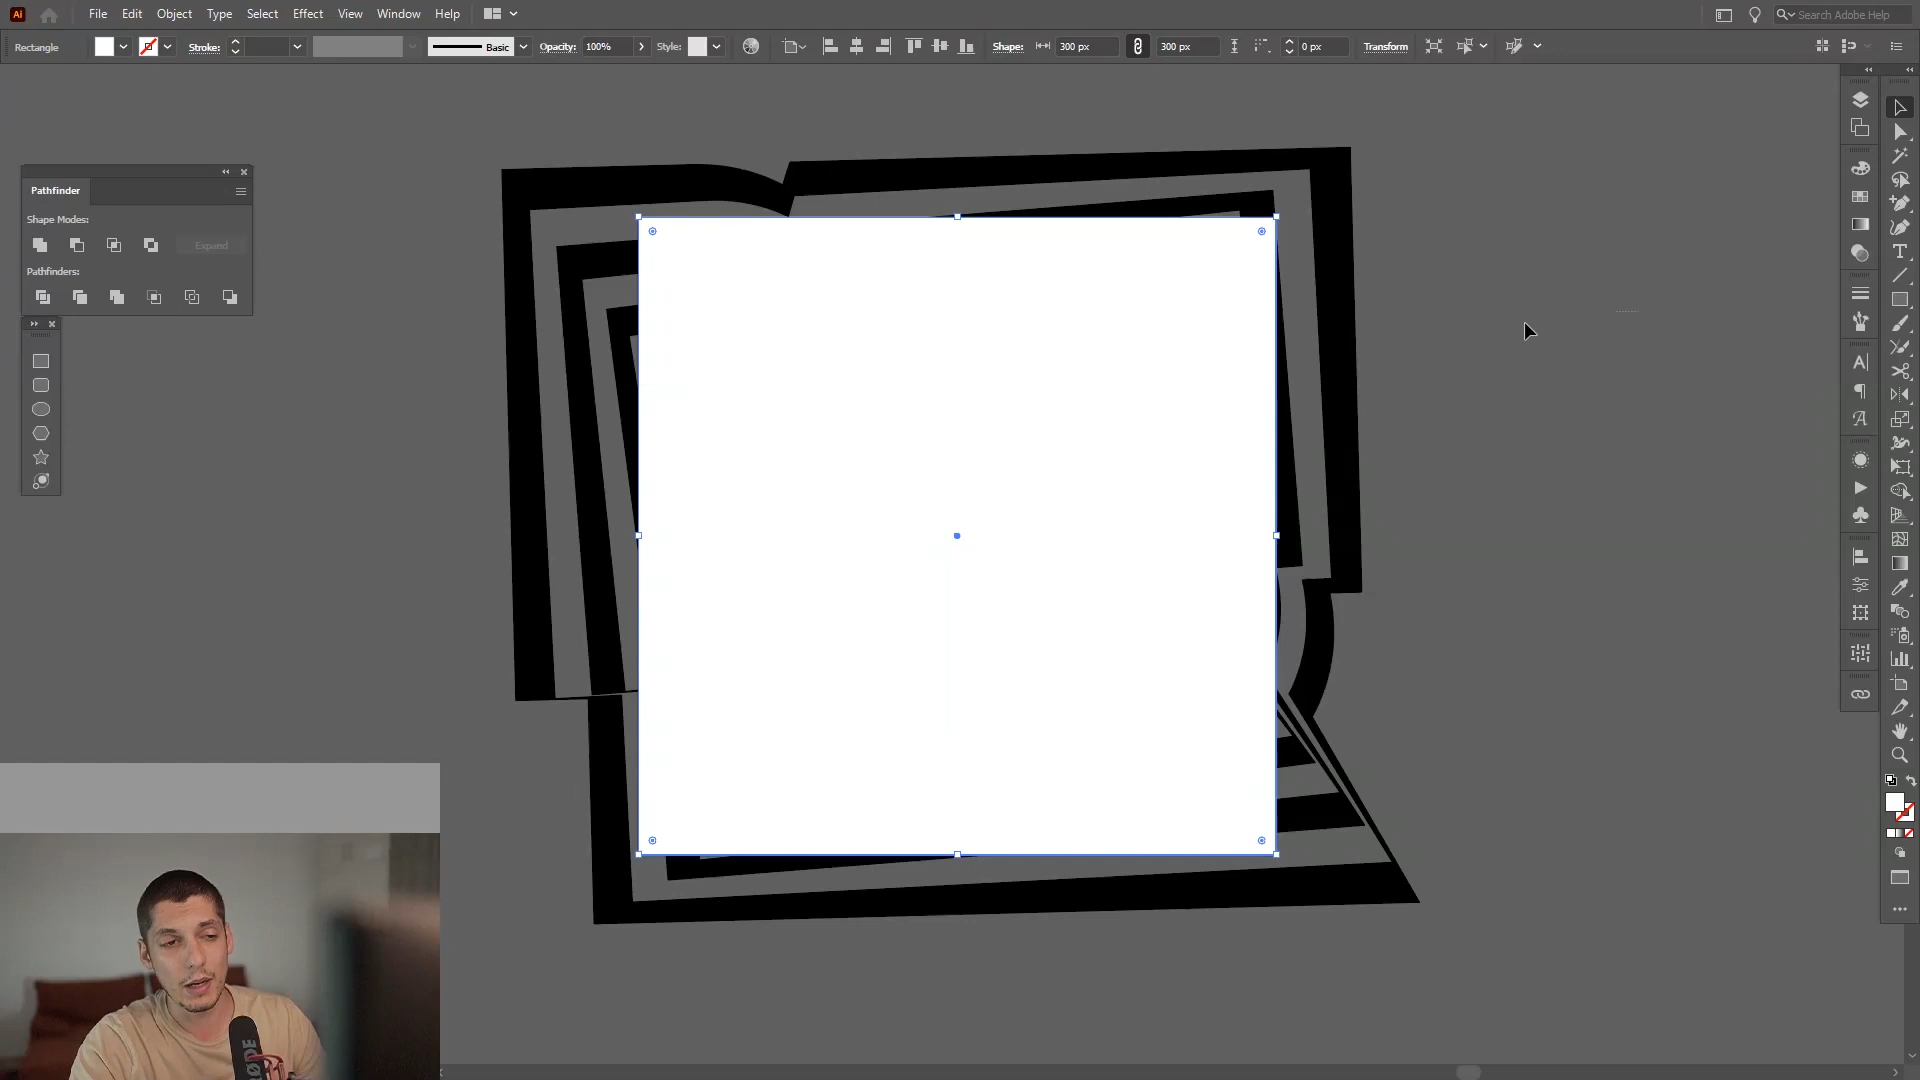 Ai File Edit Object Type Select Effect View Window Help Search Adobe Help
Rectangle Stroke: Basic Opacity: 100% Style: Shape: 300 px 300 px 0 px Transform
Pathfinder
Shape Modes:
Expand
Pathfinders:
RØDE